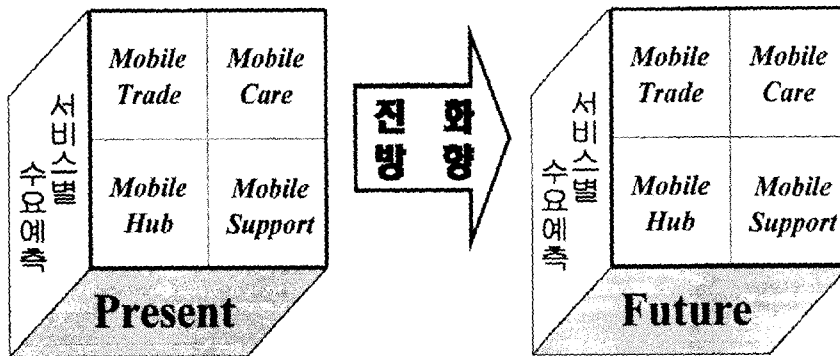 Mobile Trade
Mobile Care
Mobile Hub
Mobile Support
서비스별
수요예측
Present
진 화
방 향
Mobile Trade
Mobile Care
Mobile Hub
Mobile Support
서비스별
수요예측
Future